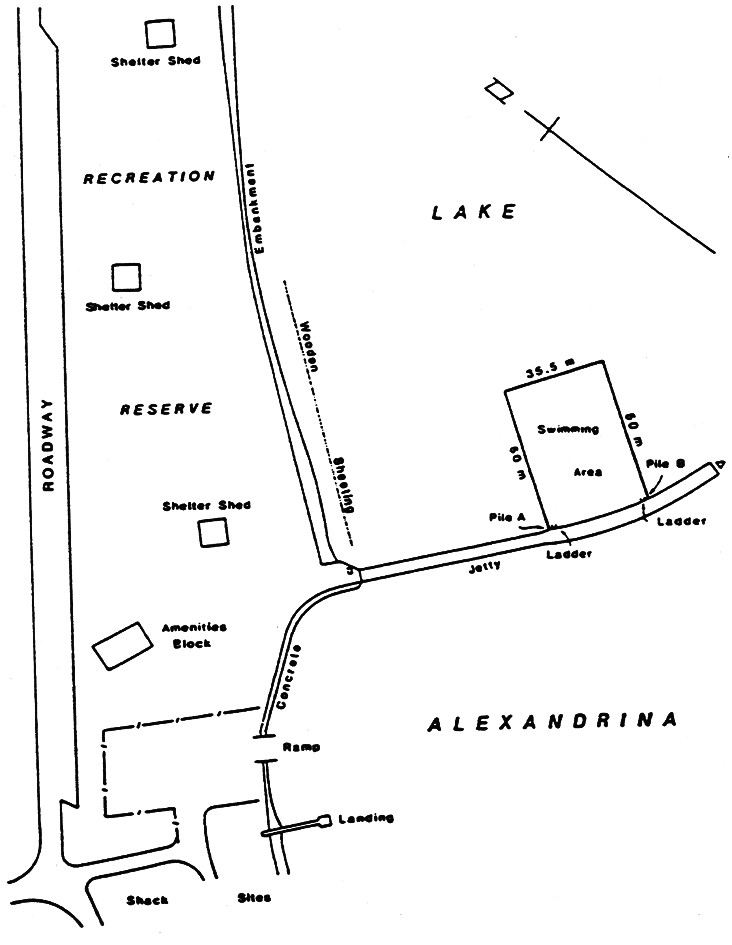 Shelter Shed
RECREATION
Embankment
LAKE
Shelter Shed
Wooden
Sheeting
35.5 m
60 m
60 m
Swimming
Area
RESERVE
ROADWAY
Shelter Shed
Pile B
Pile A
Ladder
Ladder
Jetty
Amenities
Block
Concrete
ALEXANDRINA
Ramp
Landing
Shack
Sites